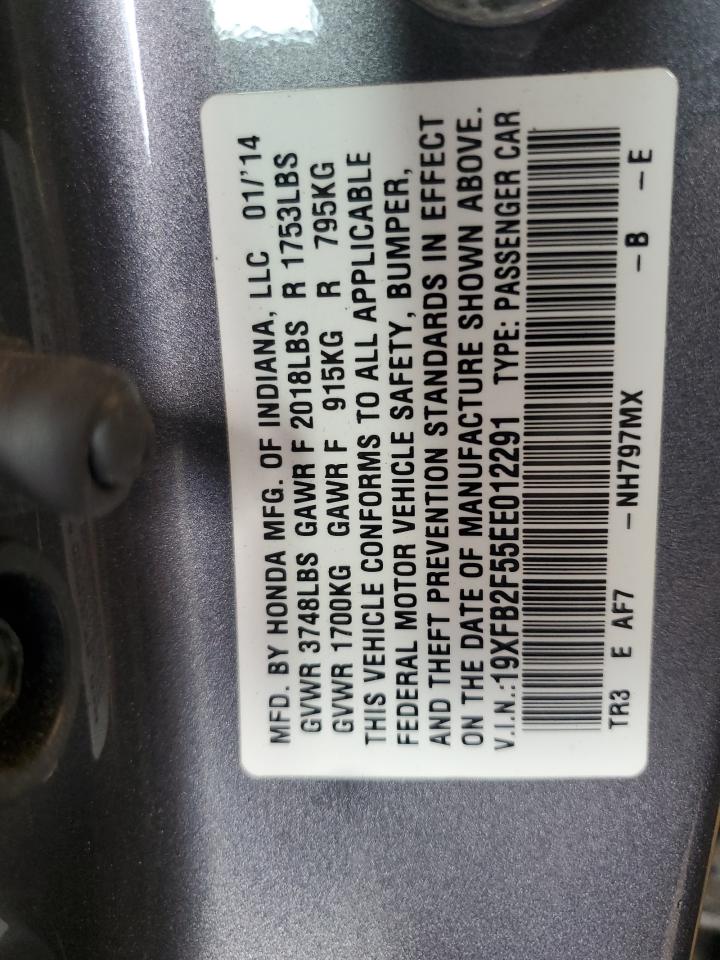 MFD. BY HONDA MFG. OF INDIANA, LLC 01/'14
GVWR 3748LBS GAWR F 2018LBS R 1753LBS
GVWR 1700KG GAWR F 915KG R 795KG
THIS VEHICLE CONFORMS TO ALL APPLICABLE
FEDERAL MOTOR VEHICLE SAFETY, BUMPER,
AND THEFT PREVENTION STANDARDS IN EFFECT
ON THE DATE OF MANUFACTURE SHOWN ABOVE.
V.I.N.:19XFB2F55EE012291 TYPE: PASSENGER CAR
TR3 E AF7 -NH797MX -B -E